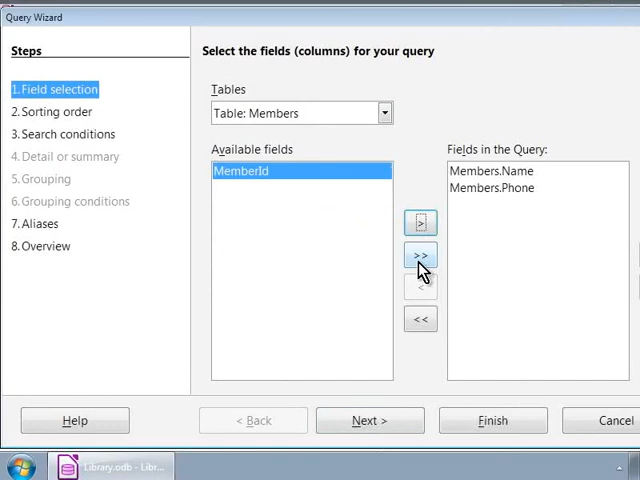 Query Wizard
Steps
Select the fields (columns) for your query
1.Field selection
2.Sorting order
3.Search conditions
4.Detail or summary
5.Grouping
6.Grouping conditions
7.Aliases
8.Overview
Tables
Table: Members
Available fields
MemberId
Fields in the Query:
Members.Name
Members.Phone
>
>>
<
<<
Help
< Back
Next >
Finish
Cancel
Library.odb - Libr...